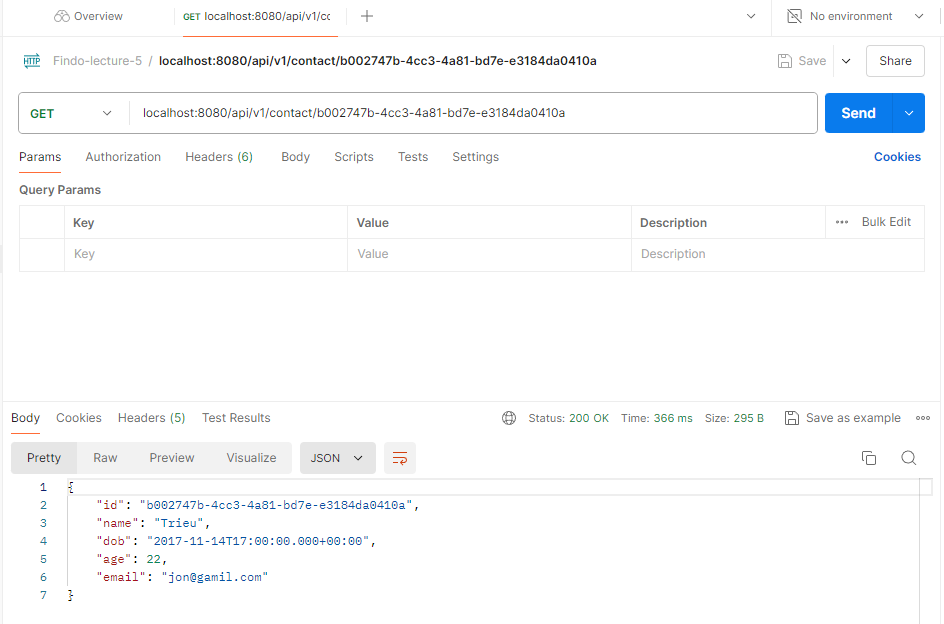 Overview
GET localhost:8080/api/v1/cc
No environment
HTTP Findo-lecture-5 / localhost:8080/api/v1/contact/b002747b-4cc3-4a81-bd7e-e3184da0410a
Save Share
GET localhost:8080/api/v1/contact/b002747b-4cc3-4a81-bd7e-e3184da0410a Send
Params Authorization Headers (6) Body Scripts Tests Settings Cookies
Query Params
Key Value Description ••• Bulk Edit
Key Value Description
Body Cookies Headers (5) Test Results Status: 200 OK Time: 366 ms Size: 295 B Save as example
Pretty Raw Preview Visualize JSON
1 {
2 "id": "b002747b-4cc3-4a81-bd7e-e3184da0410a",
3 "name": "Trieu",
4 "dob": "2017-11-14T17:00:00.000+00:00",
5 "age": 22,
6 "email": "jon@gamil.com"
7 }